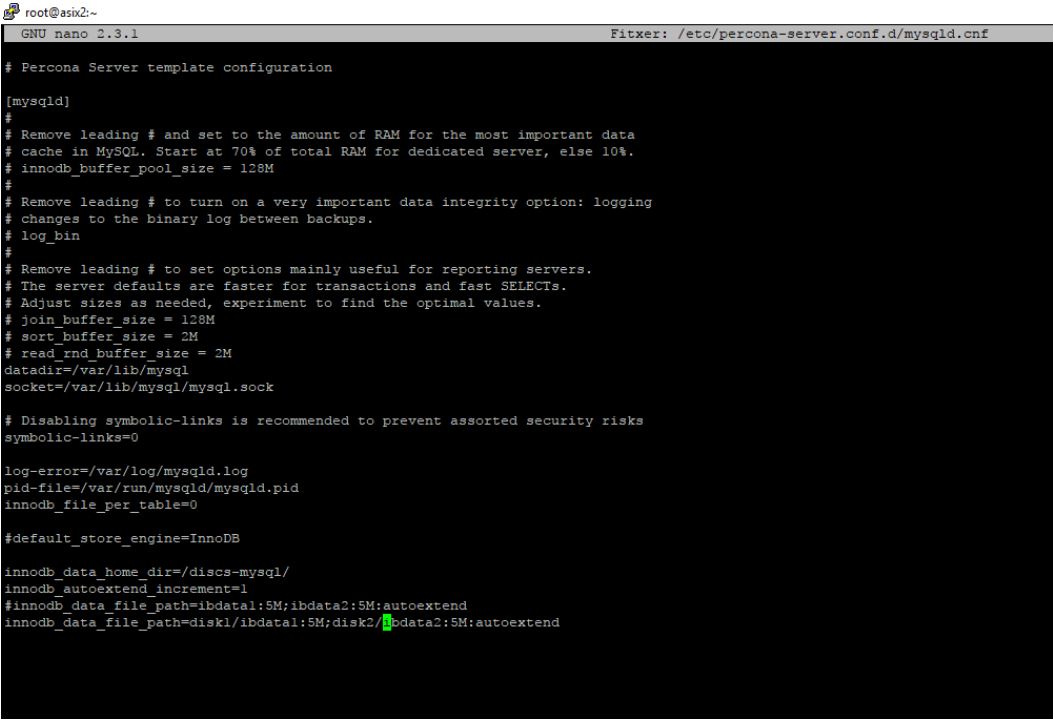 root@asix2:~
GNU nano 2.3.1 Fitxer: /etc/percona-server.conf.d/mysqld.cnf
# Percona Server template configuration
[mysqld]
#
# Remove leading # and set to the amount of RAM for the most important data
# cache in MySQL. Start at 70% of total RAM for dedicated server, else 10%.
# innodb_buffer_pool_size = 128M
#
# Remove leading # to turn on a very important data integrity option: logging
# changes to the binary log between backups.
# log_bin
#
# Remove leading # to set options mainly useful for reporting servers.
# The server defaults are faster for transactions and fast SELECTs.
# Adjust sizes as needed, experiment to find the optimal values.
# join_buffer_size = 128M
# sort_buffer_size = 2M
# read_rnd_buffer_size = 2M
datadir=/var/lib/mysql
socket=/var/lib/mysql/mysql.sock
# Disabling symbolic-links is recommended to prevent assorted security risks
symbolic-links=0
log-error=/var/log/mysqld.log
pid-file=/var/run/mysqld/mysqld.pid
innodb_file_per_table=0
#default_store_engine=InnoDB
innodb_data_home_dir=/discs-mysql/
innodb_autoextend_increment=1
#innodb_data_file_path=ibdata1:5M;ibdata2:5M:autoextend
innodb_data_file_path=disk1/ibdata1:5M;disk2/ibdata2:5M:autoextend